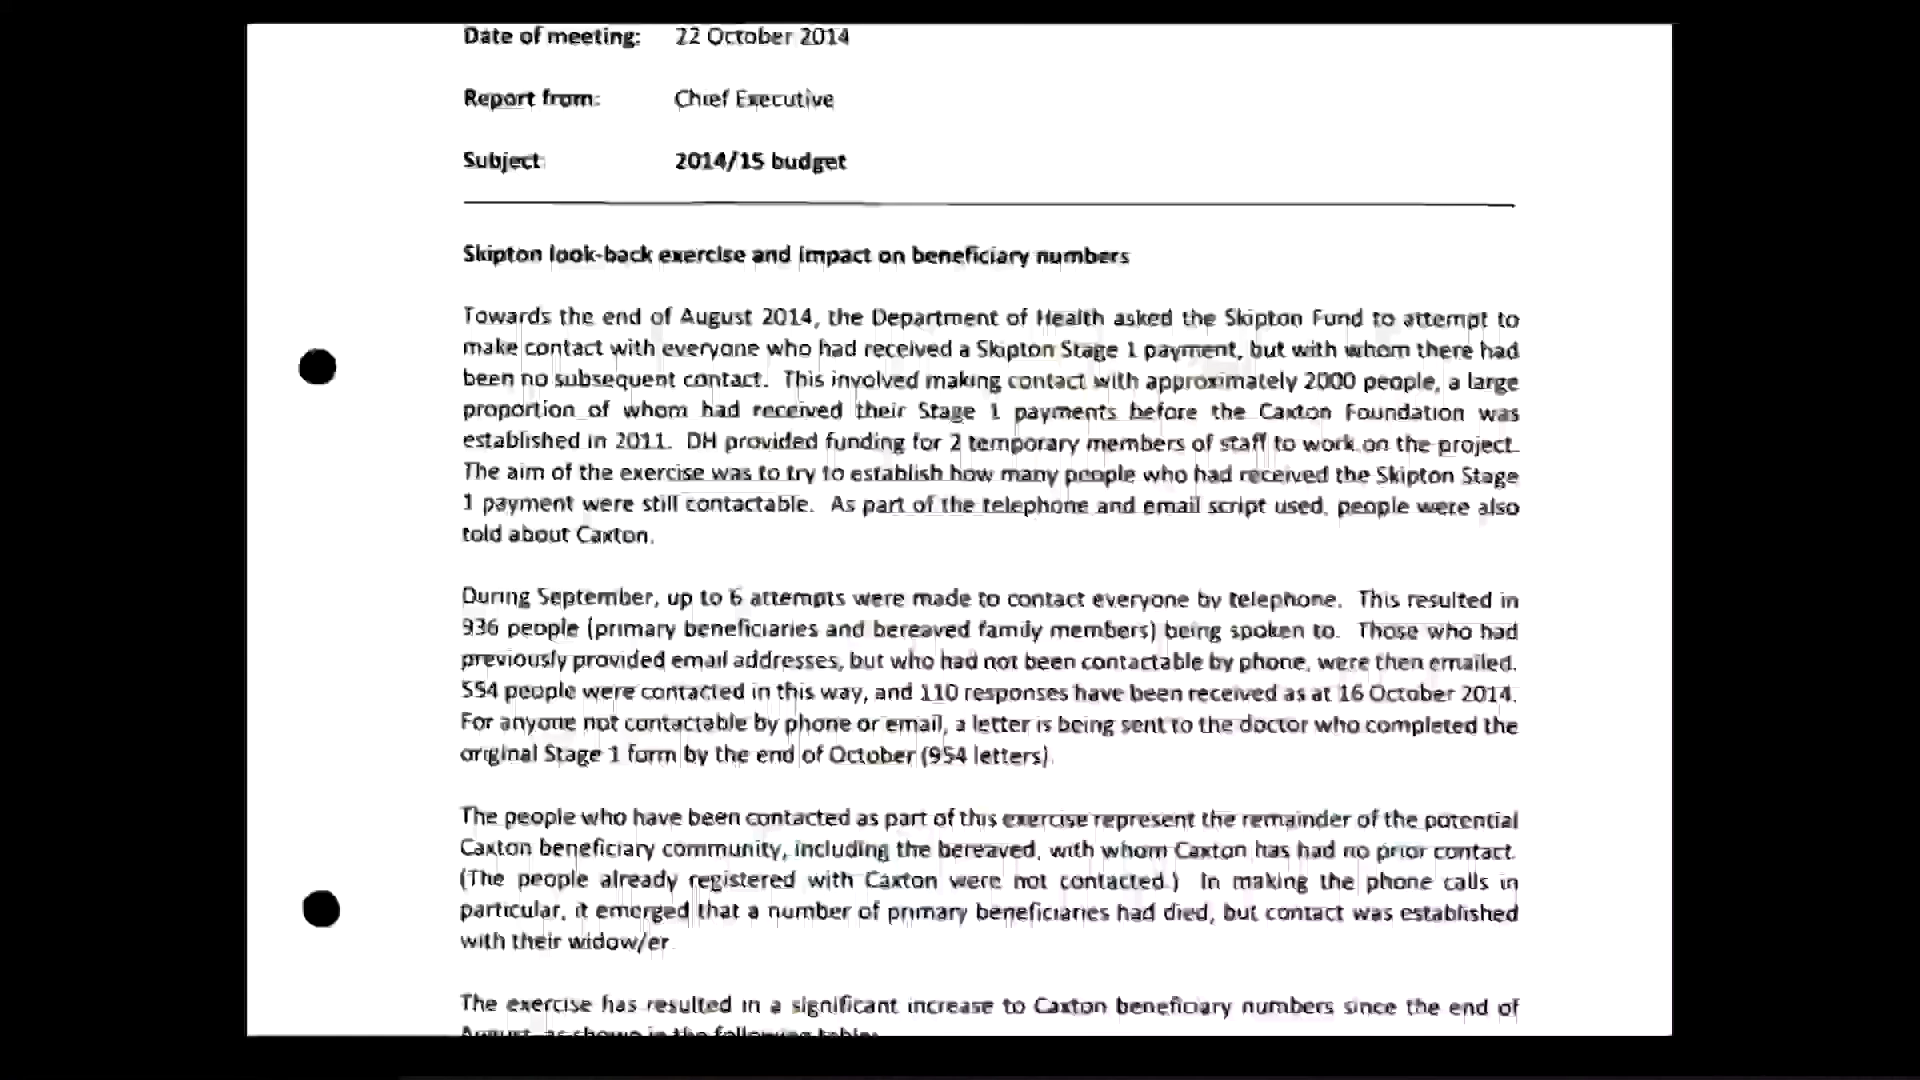 Date of meeting: 22 October 2014
Report from: Chief Executive
Subject: 2014/15 budget
Skipton look-back exercise and impact on beneficiary numbers
Towards the end of August 2014, the Department of Health asked the Skipton Fund to attempt to
make contact with everyone who had received a Skipton Stage 1 payment, but with whom there had
been no subsequent contact. This involved making contact with approximately 2000 people, a large
proportion of whom had received their Stage 1 payments before the Caxton Foundation was
established in 2011. DH provided funding for 2 temporary members of staff to work on the project.
The aim of the exercise was to try to establish how many people who had received the Skipton Stage
1 payment were still contactable. As part of the telephone and email script used, people were also
told about Caxton.
During September, up to 6 attempts were made to contact everyone by telephone. This resulted in
936 people (primary beneficiaries and bereaved family members) being spoken to. Those who had
previously provided email addresses, but who had not been contactable by phone, were then emailed.
554 people were contacted in this way, and 110 responses have been received as at 16 October 2014.
For anyone not contactable by phone or email, a letter is being sent to the doctor who completed the
original Stage 1 form by the end of October (954 letters).
The people who have been contacted as part of this exercise represent the remainder of the potential
Caxton beneficiary community, including the bereaved, with whom Caxton has had no prior contact.
(The people already registered with Caxton were not contacted.) In making the phone calls in
particular, it emerged that a number of primary beneficiaries had died, but contact was established
with their widow/er.
The exercise has resulted in a significant increase to Caxton beneficiary numbers since the end of
August, as shown in the following table: